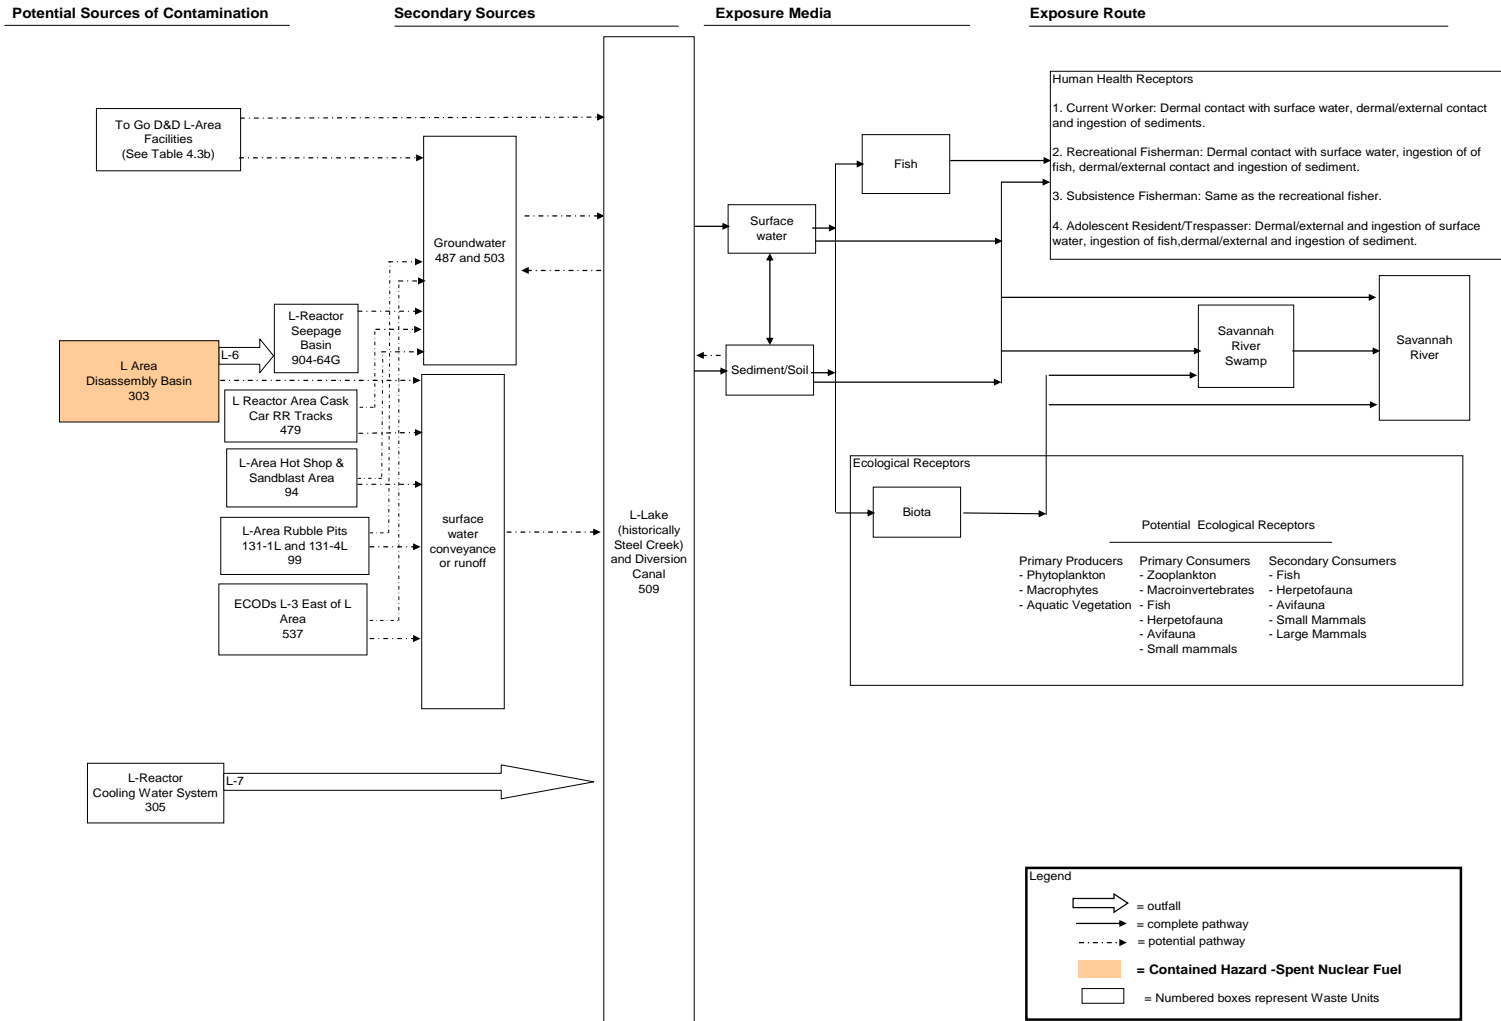 Potential Sources of Contamination
Secondary Sources
Exposure Media
Exposure Route
To Go D&D L-Area
Facilities
(See Table 4.3b)
L Area
Disassembly Basin
303
L-6
L-Reactor
Seepage
Basin
904-64G
L Reactor Area Cask
Car RR Tracks
479
L-Area Hot Shop &
Sandblast Area
94
L-Area Rubble Pits
131-1L and 131-4L
99
ECODs L-3 East of L
Area
537
L-Reactor
Cooling Water System
305
L-7
Groundwater
487 and 503
surface
water
conveyance
or runoff
L-Lake
(historically
Steel Creek)
and Diversion
Canal
509
Surface
water
Sediment/Soil
Fish
Human Health Receptors
1. Current Worker: Dermal contact with surface water, dermal/external contact
and ingestion of sediments.
2. Recreational Fisherman: Dermal contact with surface water, ingestion of of
fish, dermal/external contact and ingestion of sediment.
3. Subsistence Fisherman: Same as the recreational fisher.
4. Adolescent Resident/Trespasser: Dermal/external and ingestion of surface
water, ingestion of fish,dermal/external and ingestion of sediment.
Savannah
River
Swamp
Savannah
River
Ecological Receptors
Biota
Potential Ecological Receptors
Primary Producers
- Phytoplankton
- Macrophytes
- Aquatic Vegetation
Primary Consumers
- Zooplankton
- Macroinvertebrates
- Fish
- Herpetofauna
- Avifauna
- Small mammals
Secondary Consumers
- Fish
- Herpetofauna
- Avifauna
- Small Mammals
- Large Mammals
Legend
= outfall
= complete pathway
= potential pathway
= Contained Hazard -Spent Nuclear Fuel
= Numbered boxes represent Waste Units